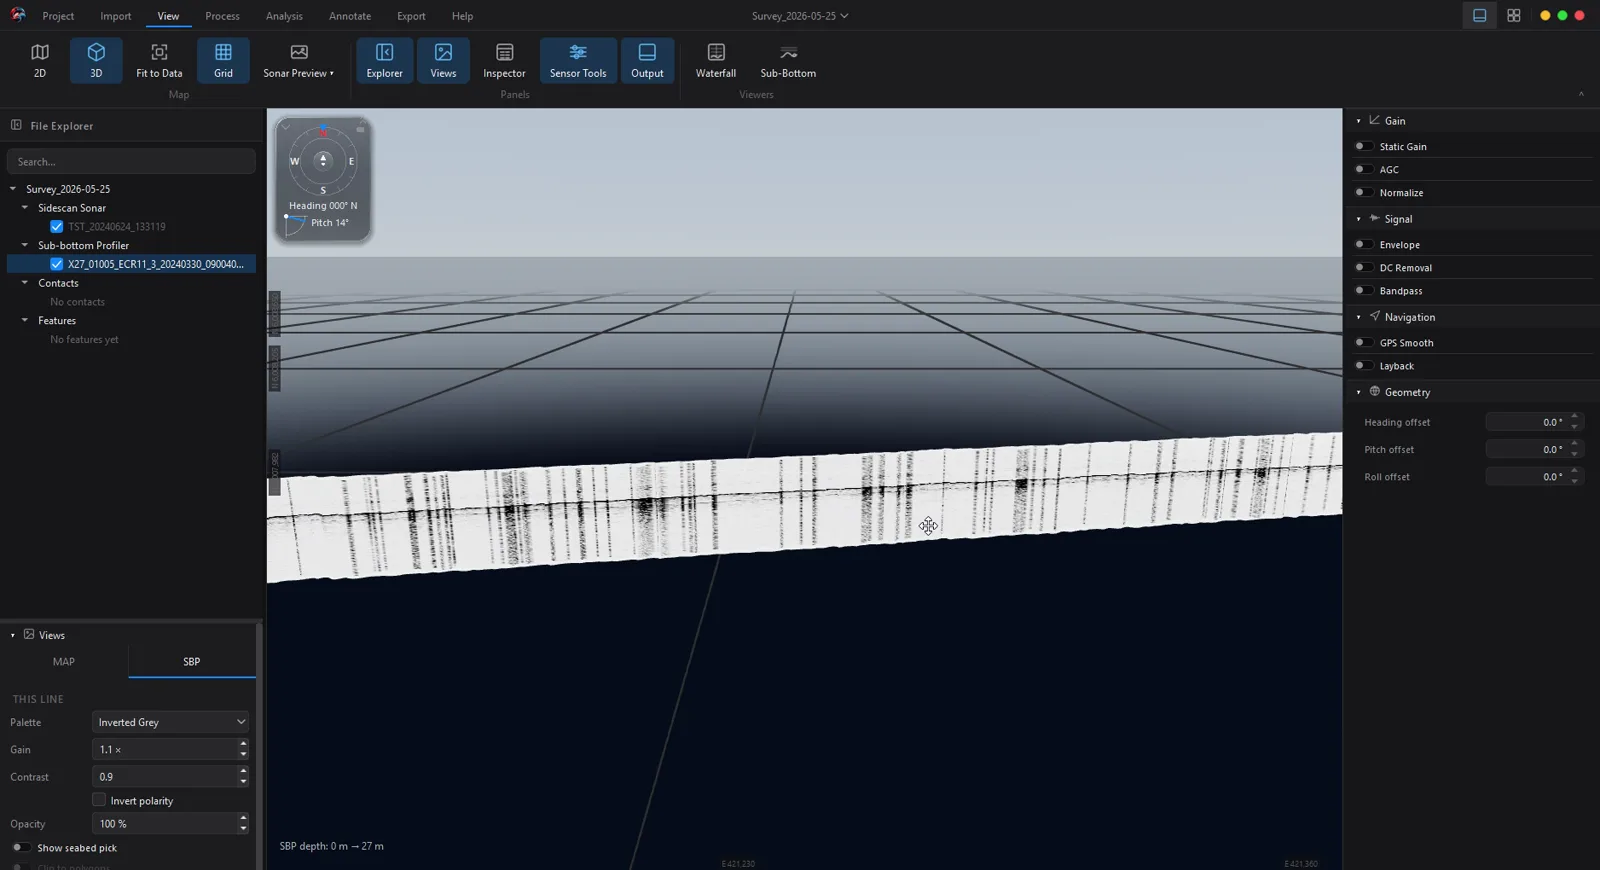 Project Import View Process Analysis Annotate Export Help
Survey_2026-05-25
2D 3D Fit to Data Grid Sonar Preview Explorer Views Inspector Sensor Tools Output Waterfall Sub-Bottom
Map Panels Viewers
File Explorer
Search...
Survey_2026-05-25
Sidescan Sonar
TST_20240624_133119
Sub-bottom Profiler
X27_01005_ECR11_3_20240330_090040...
Contacts
No contacts
Features
No features yet
Views
MAP SBP
THIS LINE
Palette Inverted Grey
Gain 1.1 ×
Contrast 0.9
Invert polarity
Opacity 100 %
Show seabed pick
Clip to polygons
N
W E
S
Heading 000° N
Pitch 14°
SBP depth: 0 m → 27 m
E 421,230
E 421,360
Gain
Static Gain
AGC
Normalize
Signal
Envelope
DC Removal
Bandpass
Navigation
GPS Smooth
Layback
Geometry
Heading offset 0.0 °
Pitch offset 0.0 °
Roll offset 0.0 °